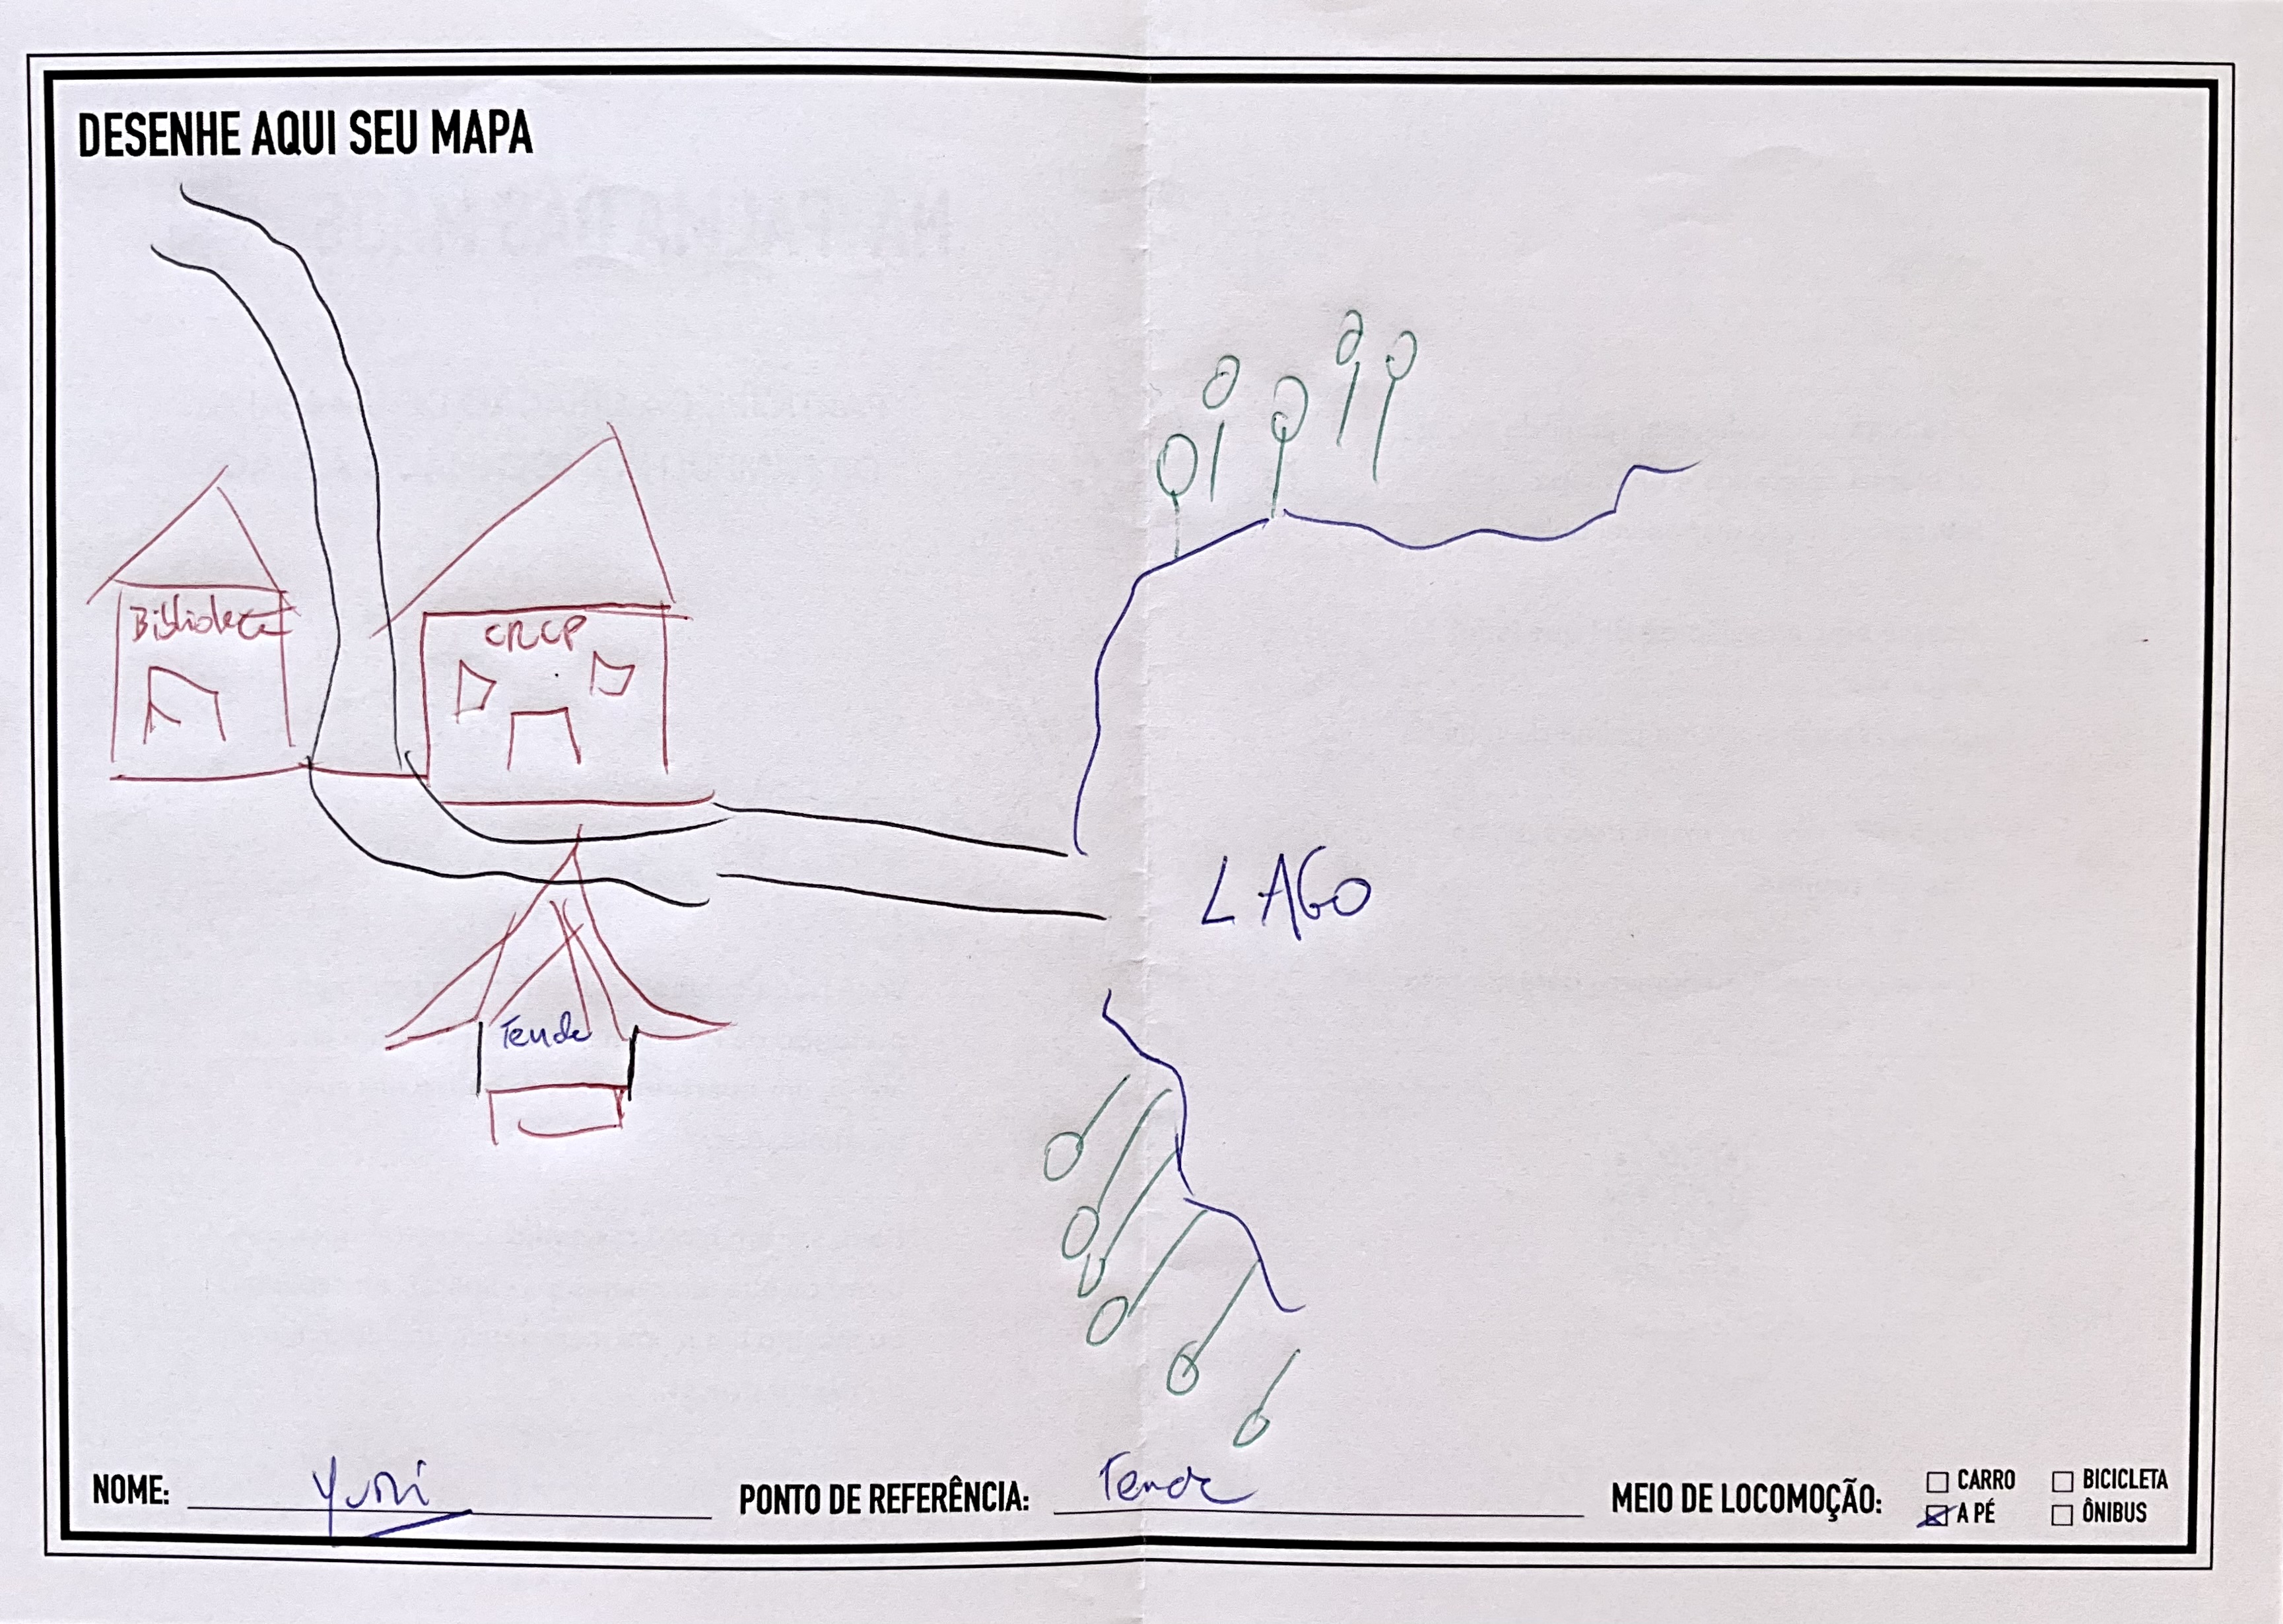 DESENHE AQUI SEU MAPA
Biblioteca
CRCP
LAGO
Tenda
NOME: Yuri
PONTO DE REFERÊNCIA: Tenda
MEIO DE LOCOMOÇÃO: CARRO BICICLETA
A PÉ ÔNIBUS